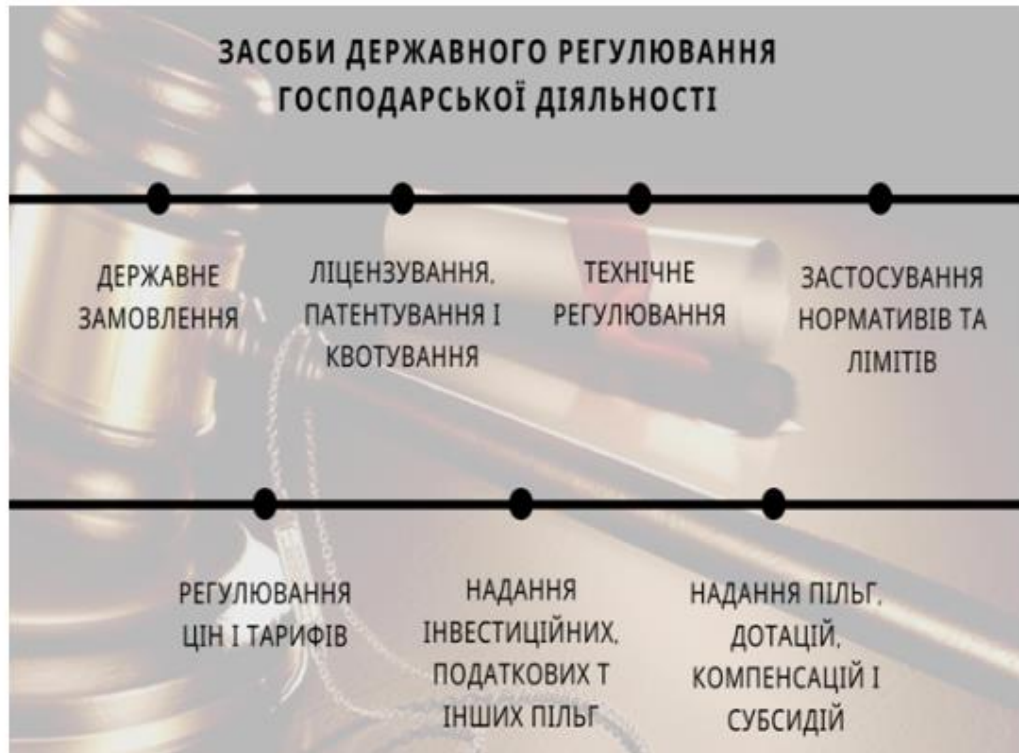 ЗАСОБИ ДЕРЖАВНОГО РЕГУЛЮВАННЯ
ГОСПОДАРСЬКОЇ ДІЯЛЬНОСТІ
ДЕРЖАВНЕ
ЗАМОВЛЕННЯ
ЛІЦЕНЗУВАННЯ,
ПАТЕНТУВАННЯ І
КВОТУВАННЯ
ТЕХНІЧНЕ
РЕГУЛЮВАННЯ
ЗАСТОСУВАННЯ
НОРМАТИВІВ ТА
ЛІМІТІВ
РЕГУЛЮВАННЯ
ЦІН І ТАРИФІВ
НАДАННЯ
ІНВЕСТИЦІЙНИХ,
ПОДАТКОВИХ Т
ІНШИХ ПІЛЬГ
НАДАННЯ ПІЛЬГ,
ДОТАЦІЙ,
КОМПЕНСАЦІЙ І
СУБСИДІЙ